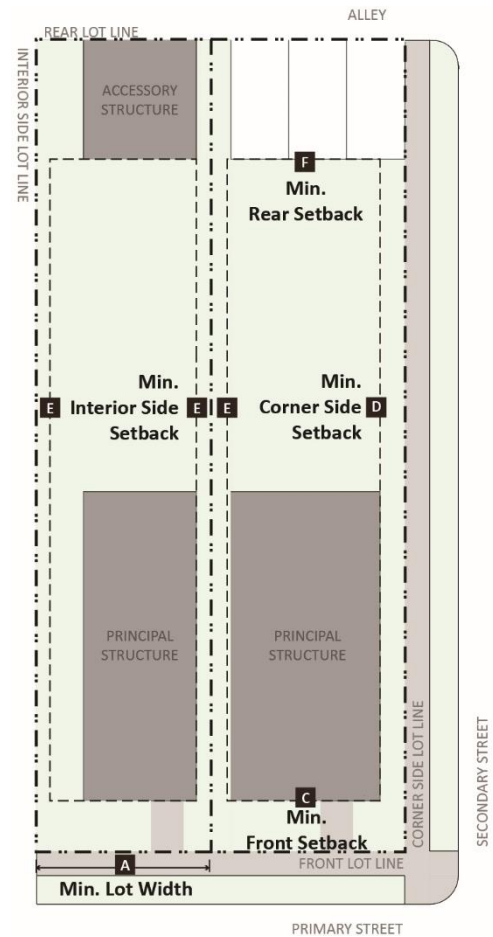 ALLEY
REAR LOT LINE
INTERIOR SIDE LOT LINE
ACCESSORY
STRUCTURE
F
Min.
Rear Setback
Min.
E Interior Side E
Setback
Min.
E Corner Side D
Setback
PRINCIPAL
STRUCTURE
PRINCIPAL
STRUCTURE
CORNER SIDE LOT LINE
SECONDARY STREET
C
Min.
Front Setback
A
FRONT LOT LINE
Min. Lot Width
PRIMARY STREET